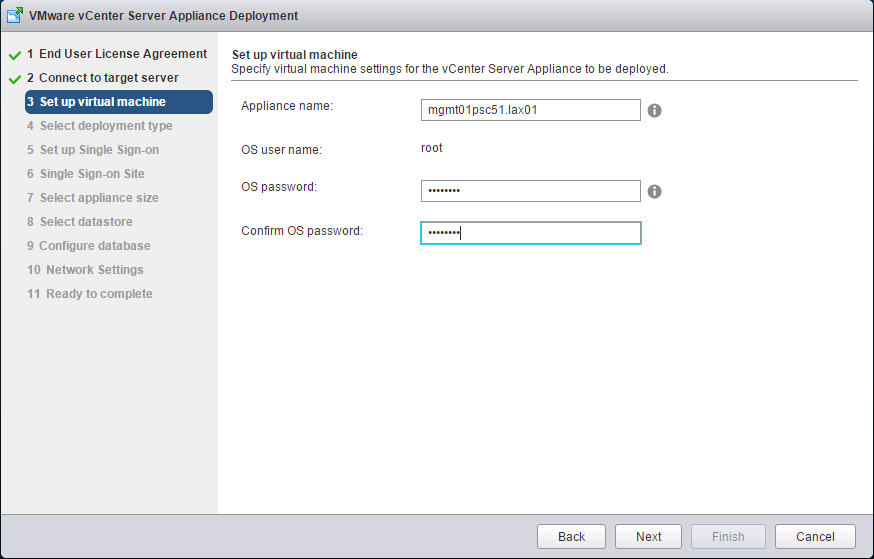 VMware vCenter Server Appliance Deployment
1 End User License Agreement
2 Connect to target server
3 Set up virtual machine
4 Select deployment type
5 Set up Single Sign-on
6 Single Sign-on Site
7 Select appliance size
8 Select datastore
9 Configure database
10 Network Settings
11 Ready to complete
Set up virtual machine
Specify virtual machine settings for the vCenter Server Appliance to be deployed.
Appliance name: mgmt01psc51.lax01
OS user name: root
OS password: ••••••••
Confirm OS password: ••••••••
Back Next Finish Cancel